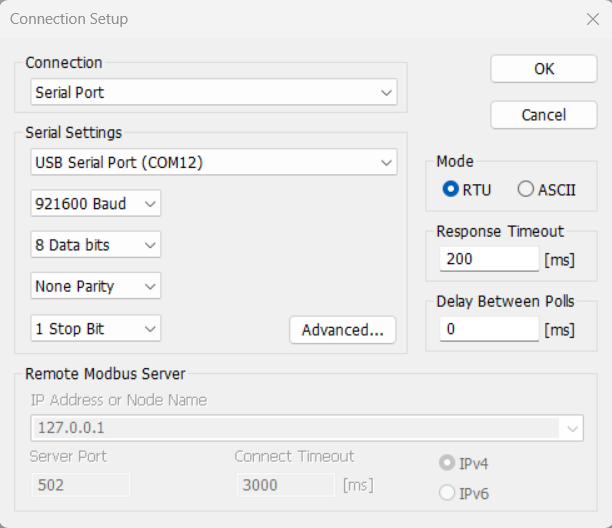 Connection Setup
Connection
Serial Port
OK
Cancel
Serial Settings
USB Serial Port (COM12)
921600 Baud
8 Data bits
None Parity
1 Stop Bit
Advanced...
Mode
RTU ASCII
Response Timeout
200 [ms]
Delay Between Polls
0 [ms]
Remote Modbus Server
IP Address or Node Name
127.0.0.1
Server Port Connect Timeout
502 3000 [ms]
IPv4
IPv6